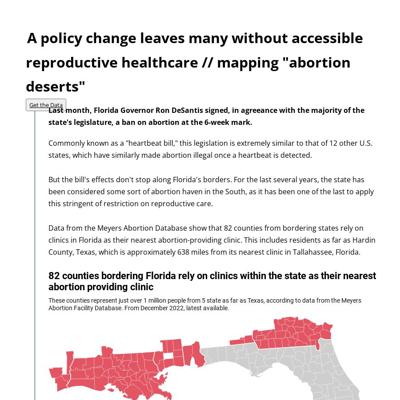 A policy change leaves many without accessible
reproductive healthcare // mapping "abortion
deserts"
Get the Data
Last month, Florida Governor Ron DeSantis signed, in agreeance with the majority of the
state's legislature, a ban on abortion at the 6-week mark.
Commonly known as a "heartbeat bill," this legislation is extremely similar to that of 12 other U.S.
states, which have similarly made abortion illegal once a heartbeat is detected.
But the bill's effects don't stop along Florida's borders. For the last several years, the state has
been considered some sort of abortion haven in the South, as it has been one of the last to apply
this stringent of restriction on reproductive care.
Data from the Meyers Abortion Database show that 82 counties from bordering states rely on
clinics in Florida as their nearest abortion-providing clinic. This includes residents as far as Hardin
County, Texas, which is approximately 638 miles from its nearest clinic in Tallahassee, Florida.
82 counties bordering Florida rely on clinics within the state as their nearest
abortion providing clinic
These counties represent just over 1 million people from 5 state as far as Texas, according to data from the Meyers
Abortion Facility Database. From December 2022, latest available.